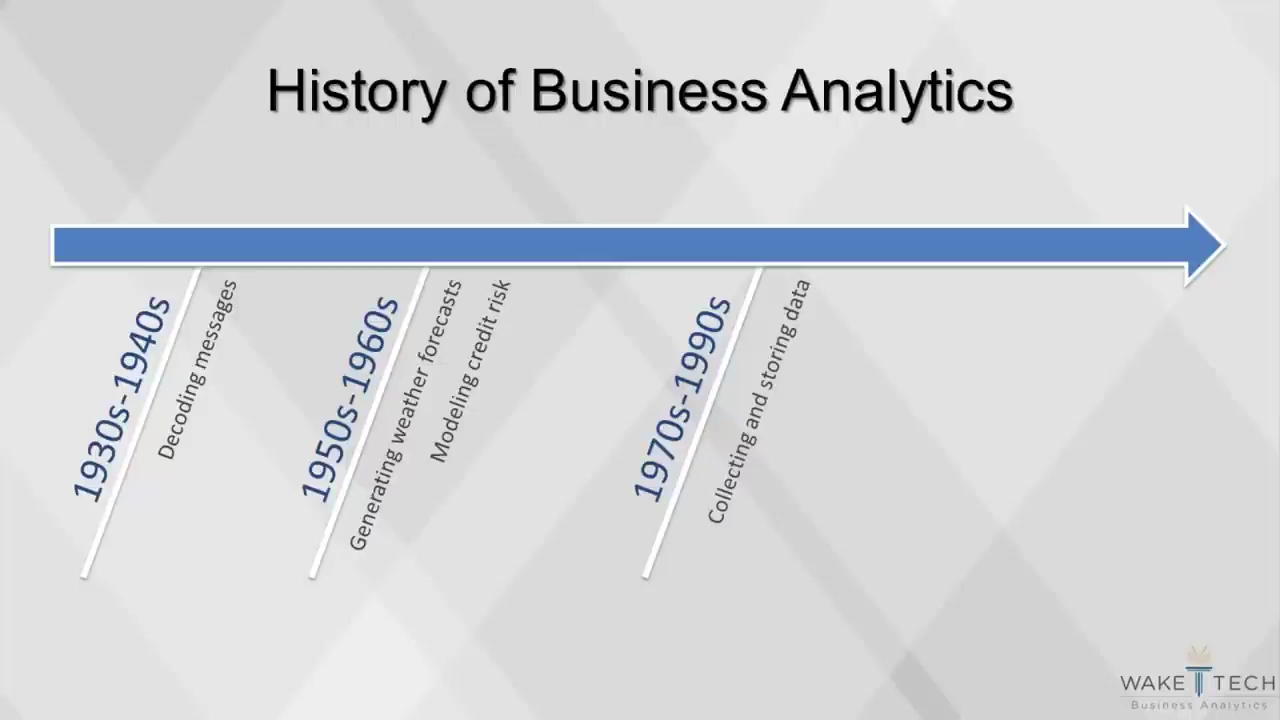 History of Business Analytics
1930s-1940s
Decoding messages
1950s-1960s
Generating weather forecasts
Modeling credit risk
1970s-1990s
Collecting and storing data
WAKE TECH
Business Analytics